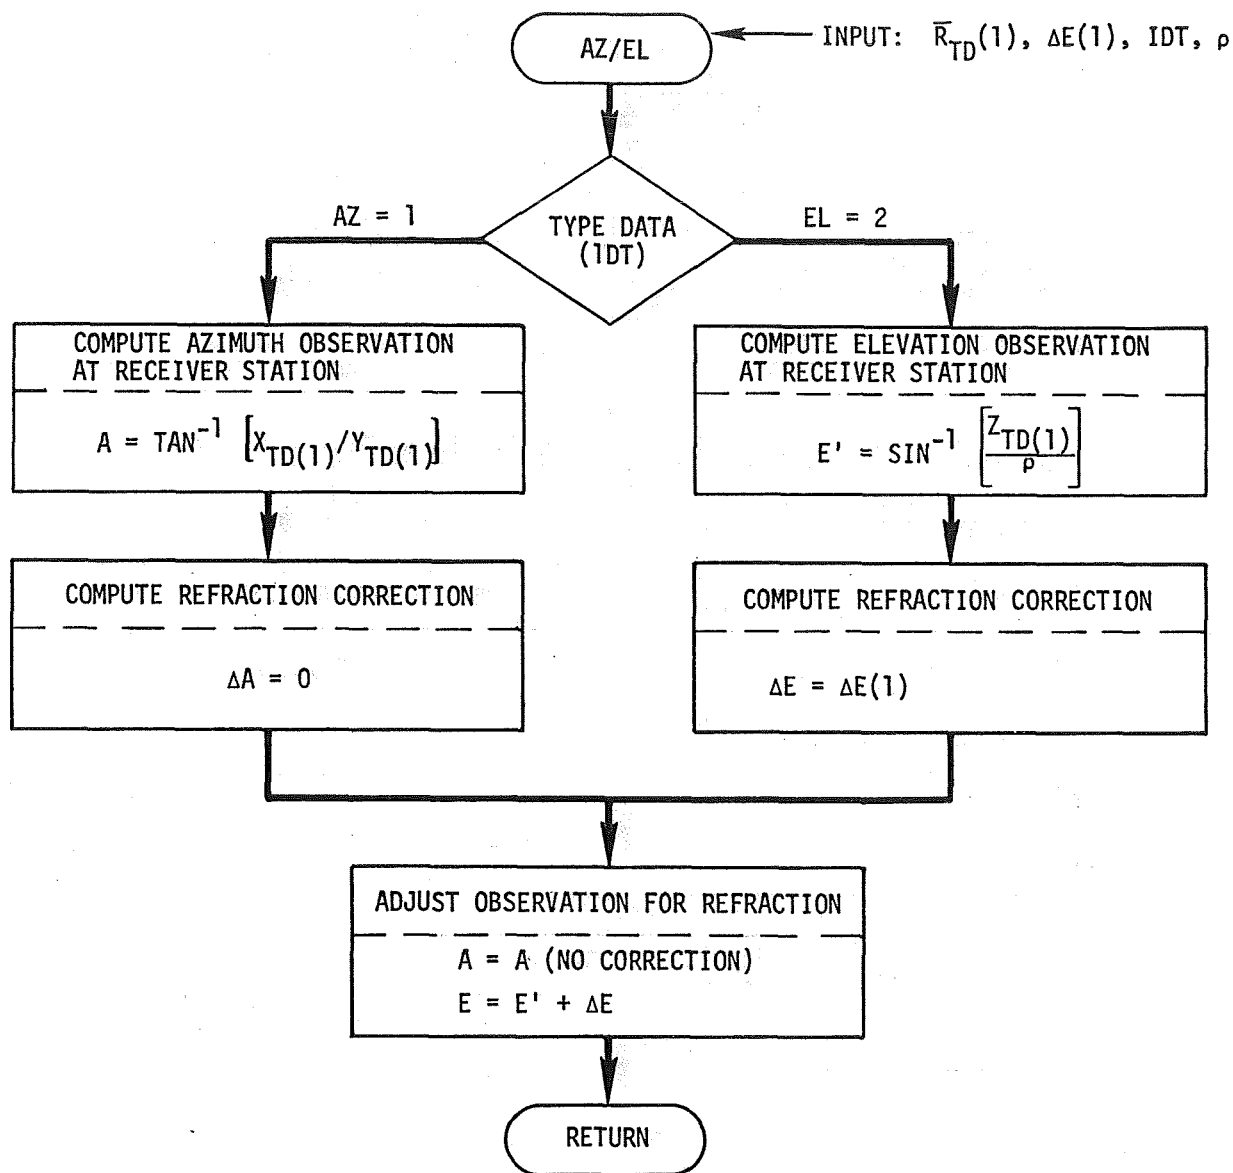 AZ/EL
INPUT: R̅TD(1), ΔE(1), IDT, ρ
AZ = 1
TYPE DATA
(1DT)
EL = 2
COMPUTE AZIMUTH OBSERVATION
AT RECEIVER STATION
A = TAN⁻¹ [XTD(1)/YTD(1)]
COMPUTE ELEVATION OBSERVATION
AT RECEIVER STATION
E' = SIN⁻¹ [ZTD(1)
ρ]
COMPUTE REFRACTION CORRECTION
ΔA = 0
COMPUTE REFRACTION CORRECTION
ΔE = ΔE(1)
ADJUST OBSERVATION FOR REFRACTION
A = A (NO CORRECTION)
E = E' + ΔE
RETURN